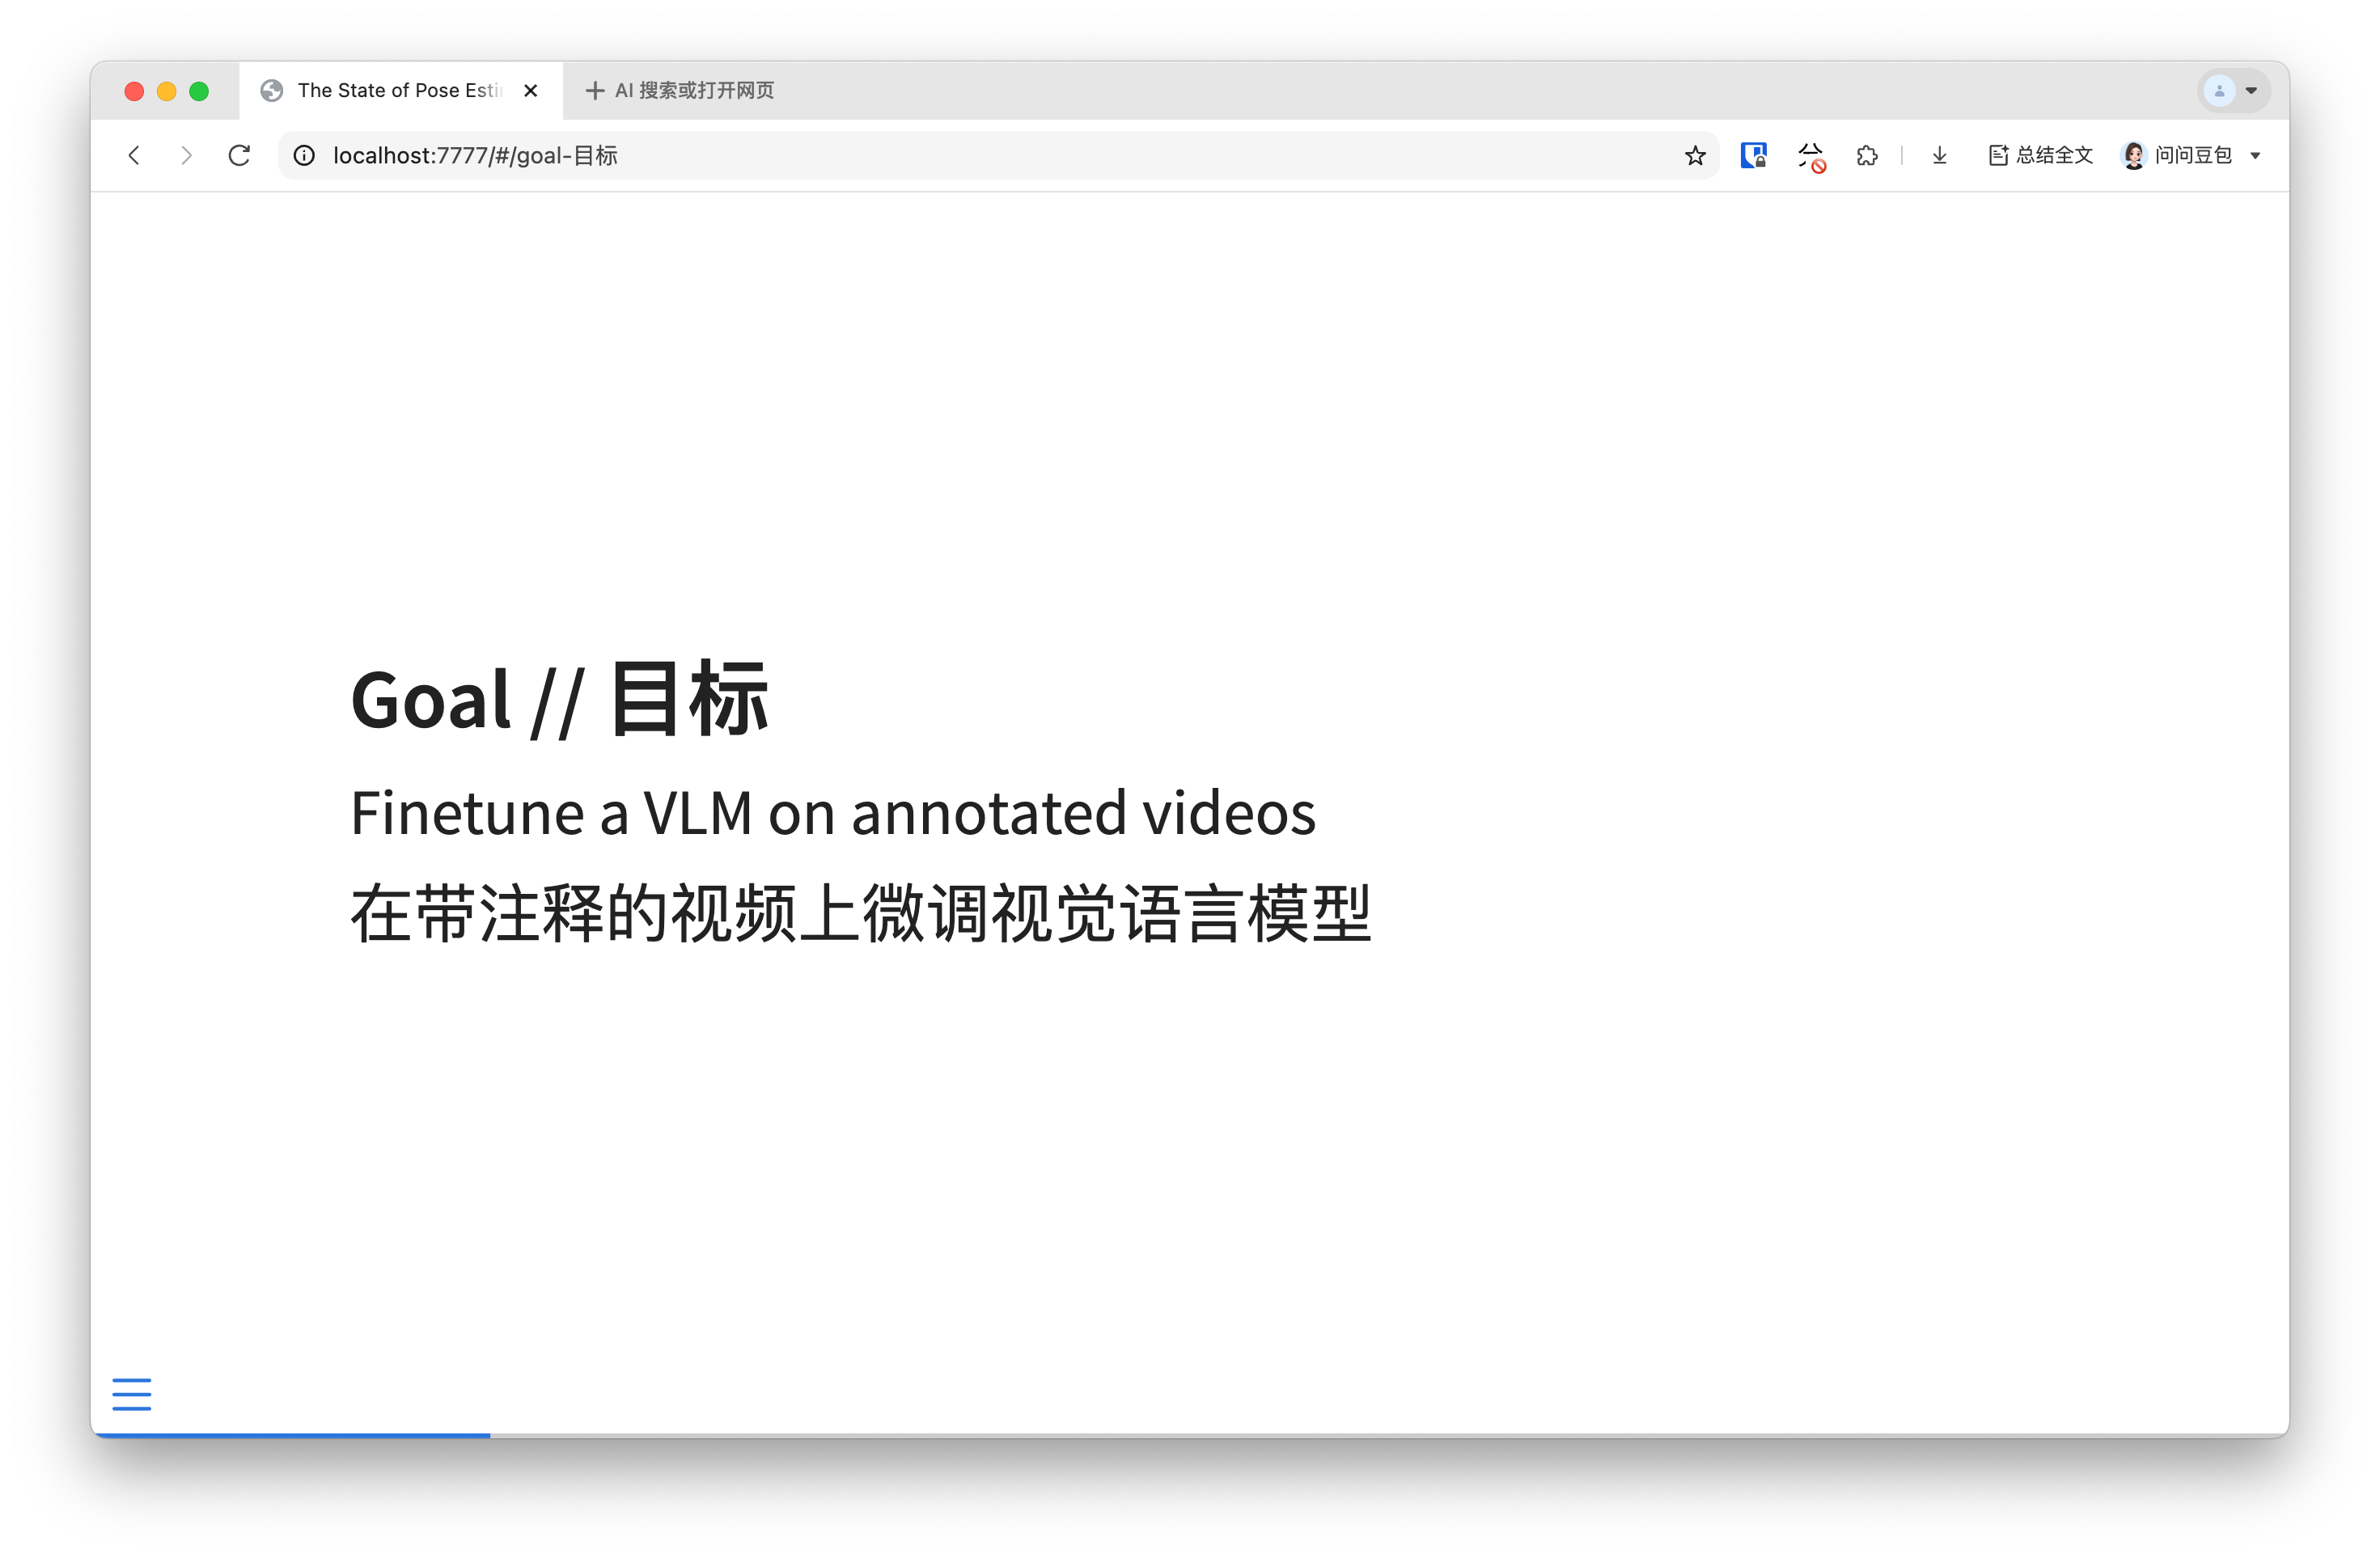 The State of Pose Esti
AI 搜索或打开网页
localhost:7777/#/goal-目标
总结全文
问问豆包
Goal // 目标
Finetune a VLM on annotated videos
在带注释的视频上微调视觉语言模型